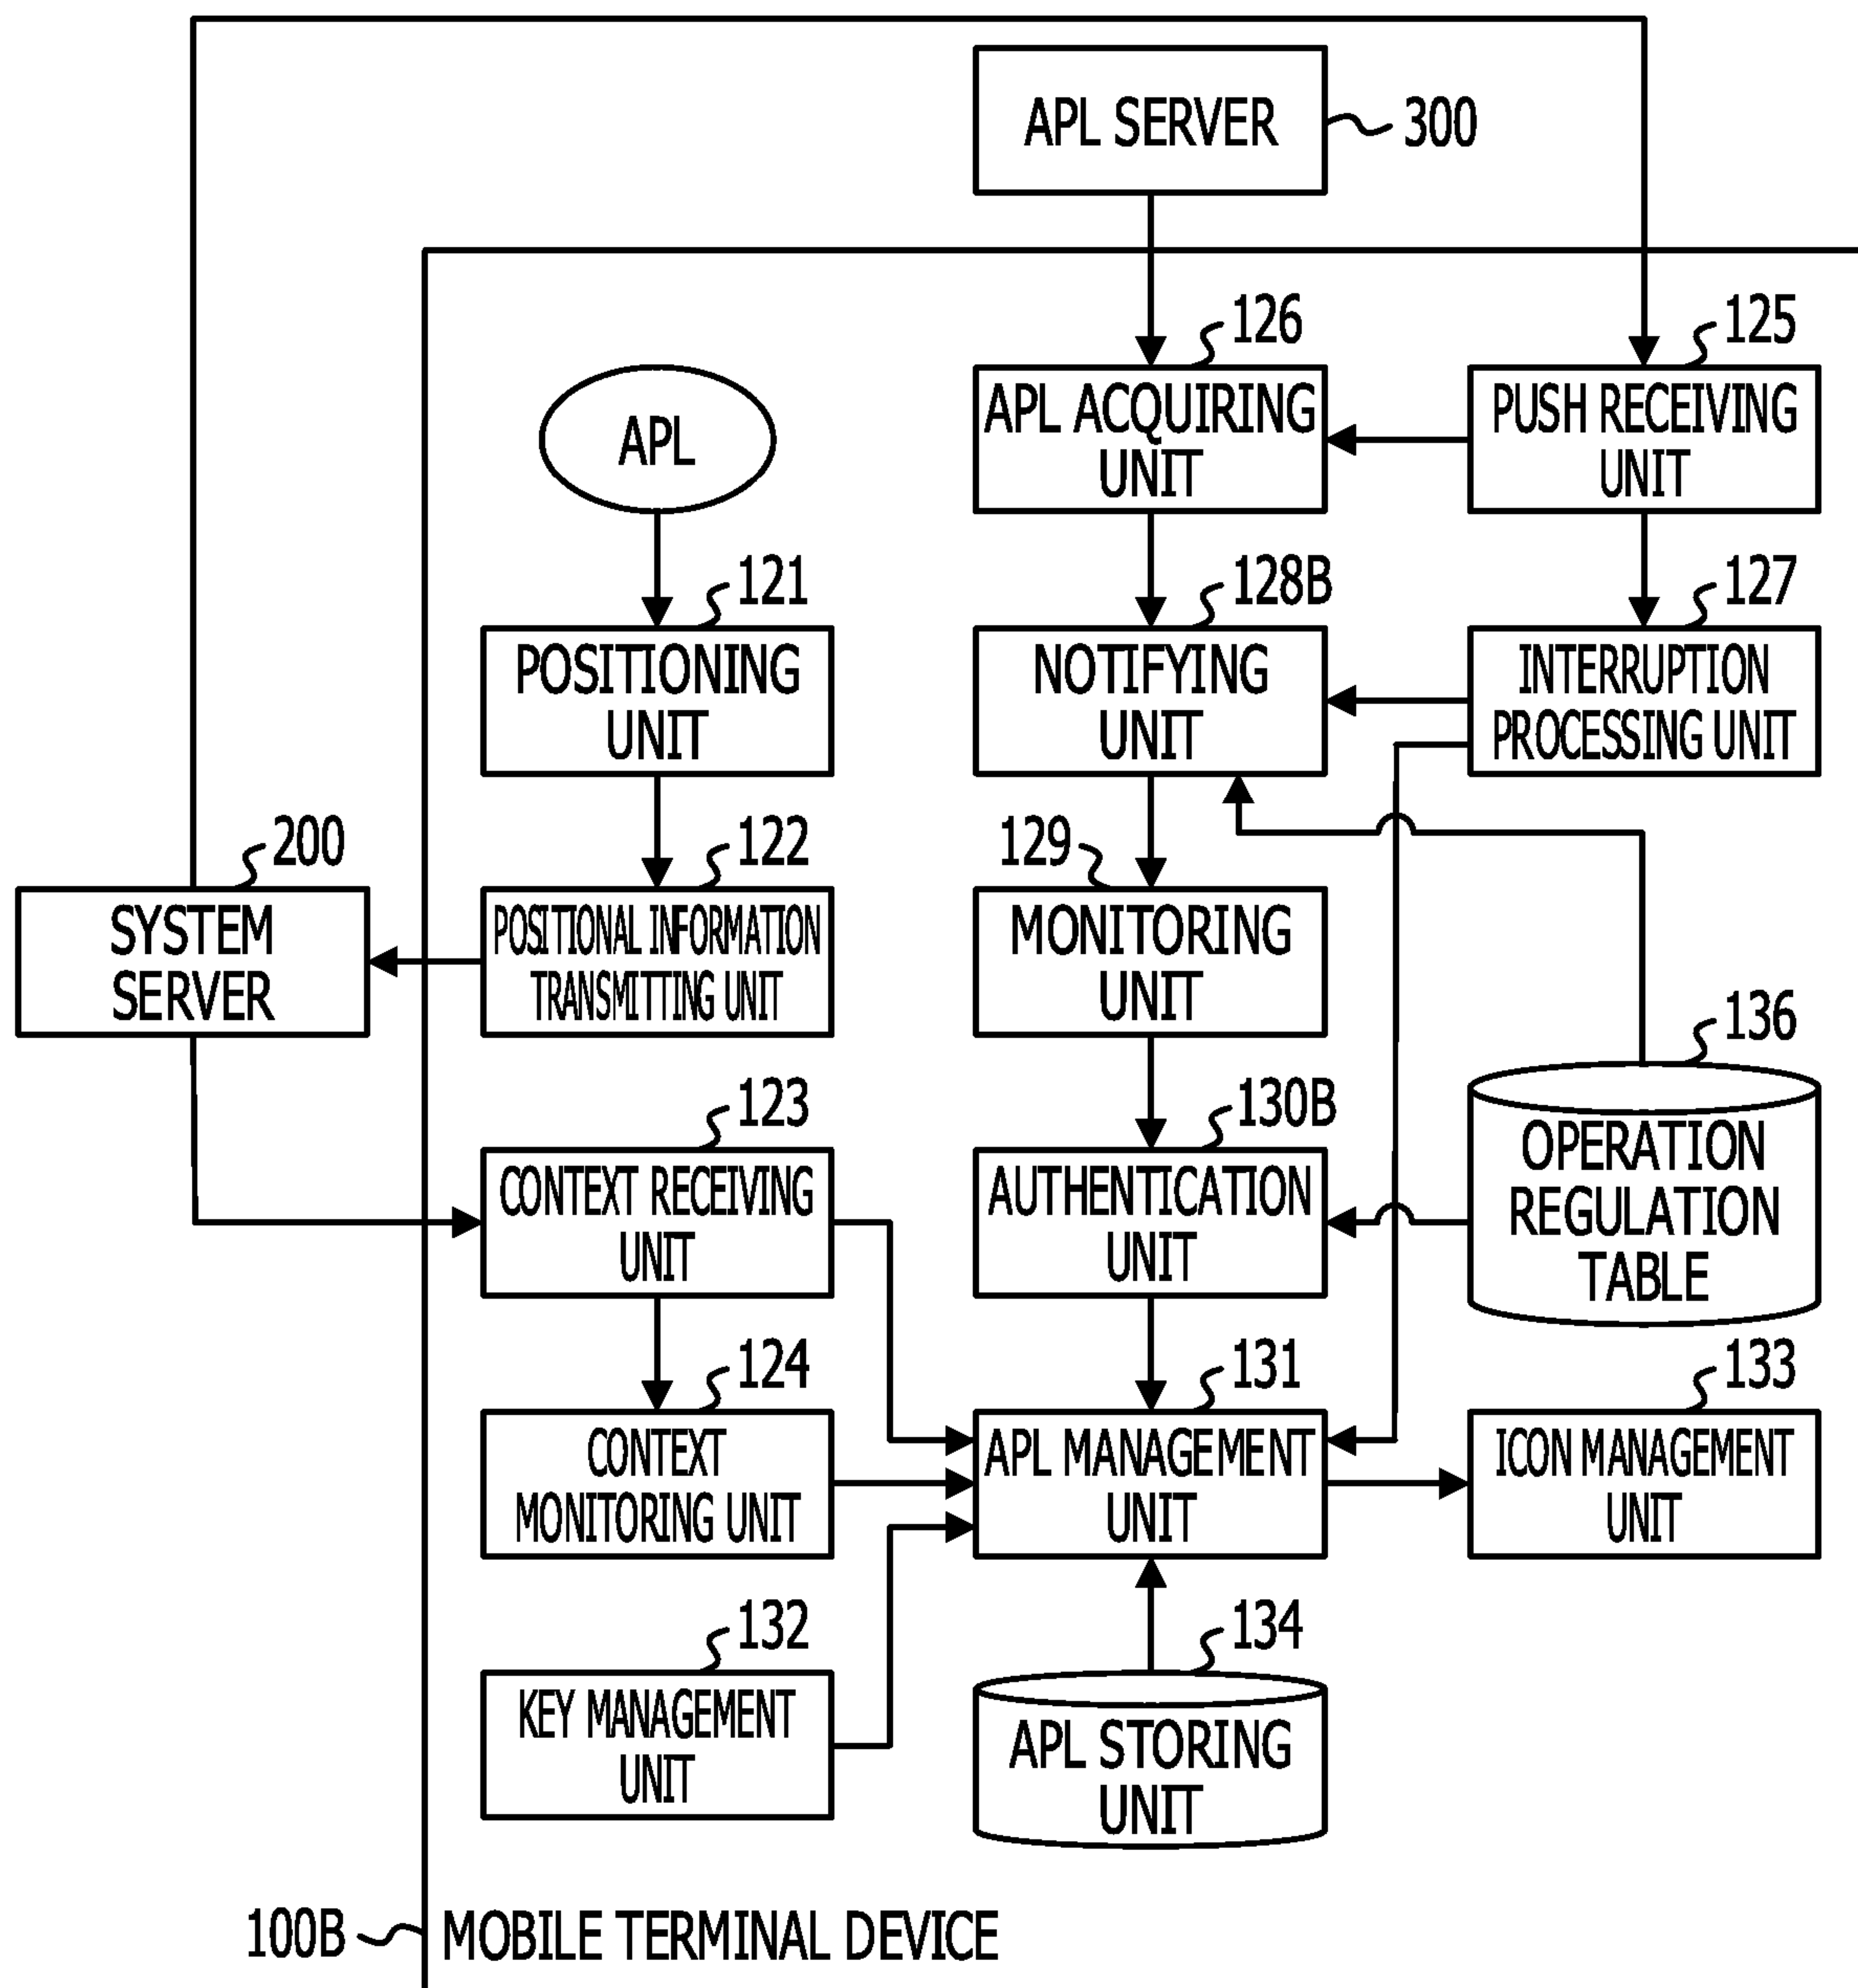 APL SERVER
300
126
125
APL
APL ACQUIRING
UNIT
PUSH RECEIVING
UNIT
121
128B
127
POSITIONING
UNIT
NOTIFYING
UNIT
INTERRUPTION
PROCESSING UNIT
200
122
129
SYSTEM
SERVER
POSITIONAL INFORMATION
TRANSMITTING UNIT
MONITORING
UNIT
136
123
130B
CONTEXT RECEIVING
UNIT
AUTHENTICATION
UNIT
OPERATION
REGULATION
TABLE
124
131
133
CONTEXT
MONITORING UNIT
APL MANAGEMENT
UNIT
ICON MANAGEMENT
UNIT
132
134
KEY MANAGEMENT
UNIT
APL STORING
UNIT
100B
MOBILE TERMINAL DEVICE